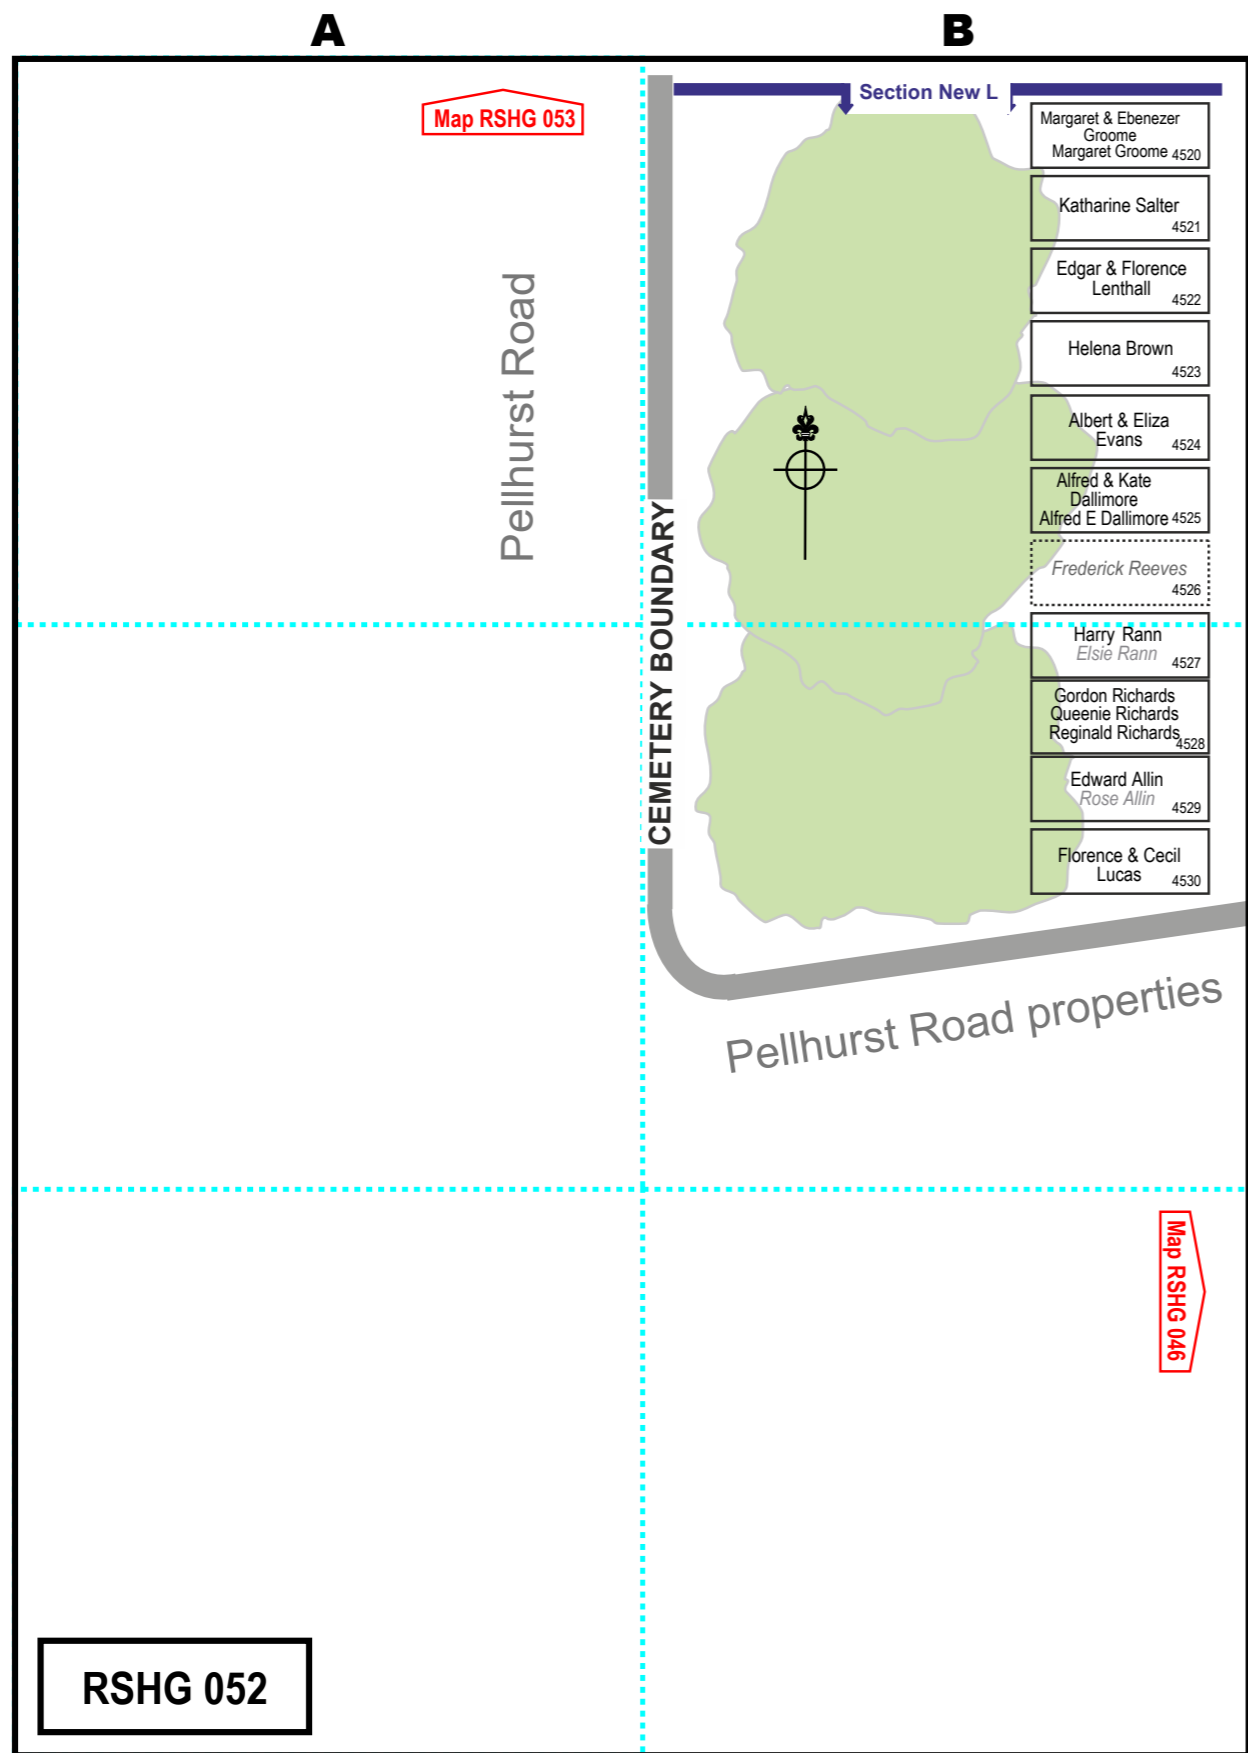 A
B
Map RSHG 053
Section New L
Margaret & Ebenezer
Groome
Margaret Groome 4520
Katharine Salter
4521
Edgar & Florence
Lenthall
4522
Helena Brown
4523
Albert & Eliza
Evans 4524
Alfred & Kate
Dallimore
Alfred E Dallimore 4525
Frederick Reeves
4526
Harry Rann
Elsie Rann 4527
Gordon Richards
Queenie Richards
Reginald Richards
4528
Edward Allin
Rose Allin 4529
Florence & Cecil
Lucas 4530
Pellhurst Road
CEMETERY BOUNDARY
Pellhurst Road properties
Map RSHG 046
RSHG 052